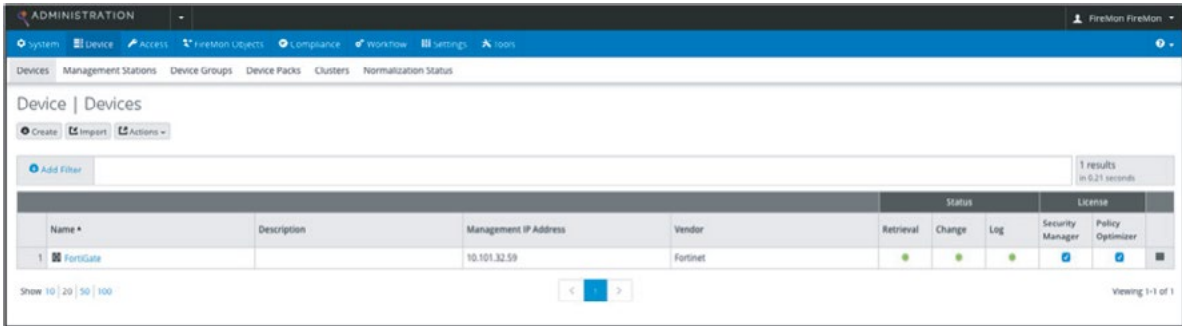 ADMINISTRATION
FireMon FireMon
System Device Access FireMon Objects Compliance Workflow Settings Tools
Devices Management Stations Device Groups Device Packs Clusters Normalization Status
Device | Devices
Create Import Actions
Add Filter
1 results
in 0.21 seconds
Status License
Name Description Management IP Address Vendor Retrieval Change Log Security Manager Policy Optimizer
1 FortiGate 10.101.32.59 Fortinet
Show 10 | 20 | 50 | 100
< 1 >
Viewing 1-1 of 1